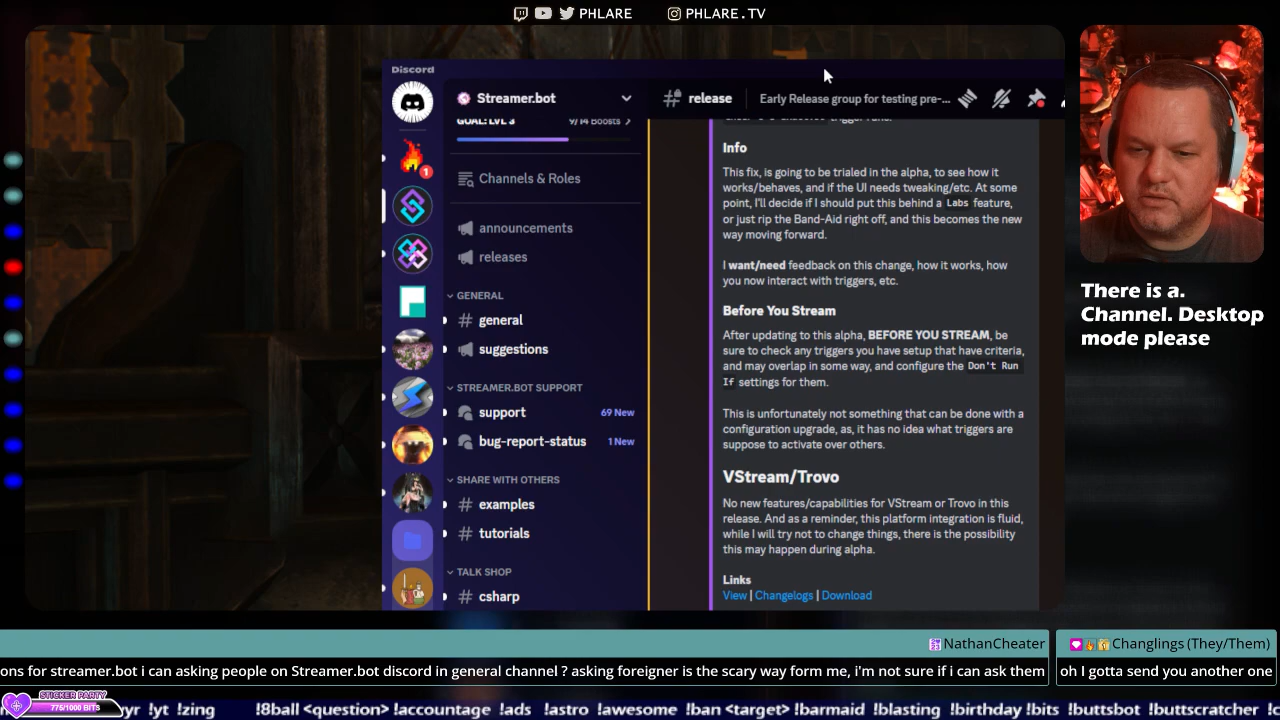 PHLARE PHLARE.TV
Discord
Streamer.bot
release
Early Release group for testing pre-...
GOAL: LVL 3
9/14 Boosts
Channels & Roles
announcements
releases
GENERAL
general
suggestions
STREAMER.BOT SUPPORT
support
69 New
bug-report-status
1 New
SHARE WITH OTHERS
examples
tutorials
TALK SHOP
csharp
1
Info
This fix, is going to be trialed in the alpha, to see how it
works/behaves, and if the UI needs tweaking/etc. At some
point, I'll decide if I should put this behind a Labs feature,
or just rip the Band-Aid right off, and this becomes the new
way moving forward.
I want/need feedback on this change, how it works, how
you now interact with triggers, etc.
Before You Stream
After updating to this alpha, BEFORE YOU STREAM, be
sure to check any triggers you have setup that have criteria,
and may overlap in some way, and configure the Don't Run
If settings for them.
This is unfortunately not something that can be done with a
configuration upgrade, as, it has no idea what triggers are
suppose to activate over others.
VStream/Trovo
No new features/capabilities for VStream or Trovo in this
release. And as a reminder, this platform integration is fluid,
while I will try not to change things, there is the possibility
this may happen during alpha.
Links
View | Changelogs | Download
There is a.
Channel. Desktop
mode please
NathanCheater
ons for streamer.bot i can asking people on Streamer.bot discord in general channel ? asking foreigner is the scary way form me, i'm not sure if i can ask them
Changlings (They/Them)
oh I gotta send you another one
STICKER PARTY
775/1000 BITS
yr !yt !zing !8ball <question> !accountage !ads !astro !awesome !ban <target> !barmaid !blasting !birthday !bits !buttsbot !buttscratcher